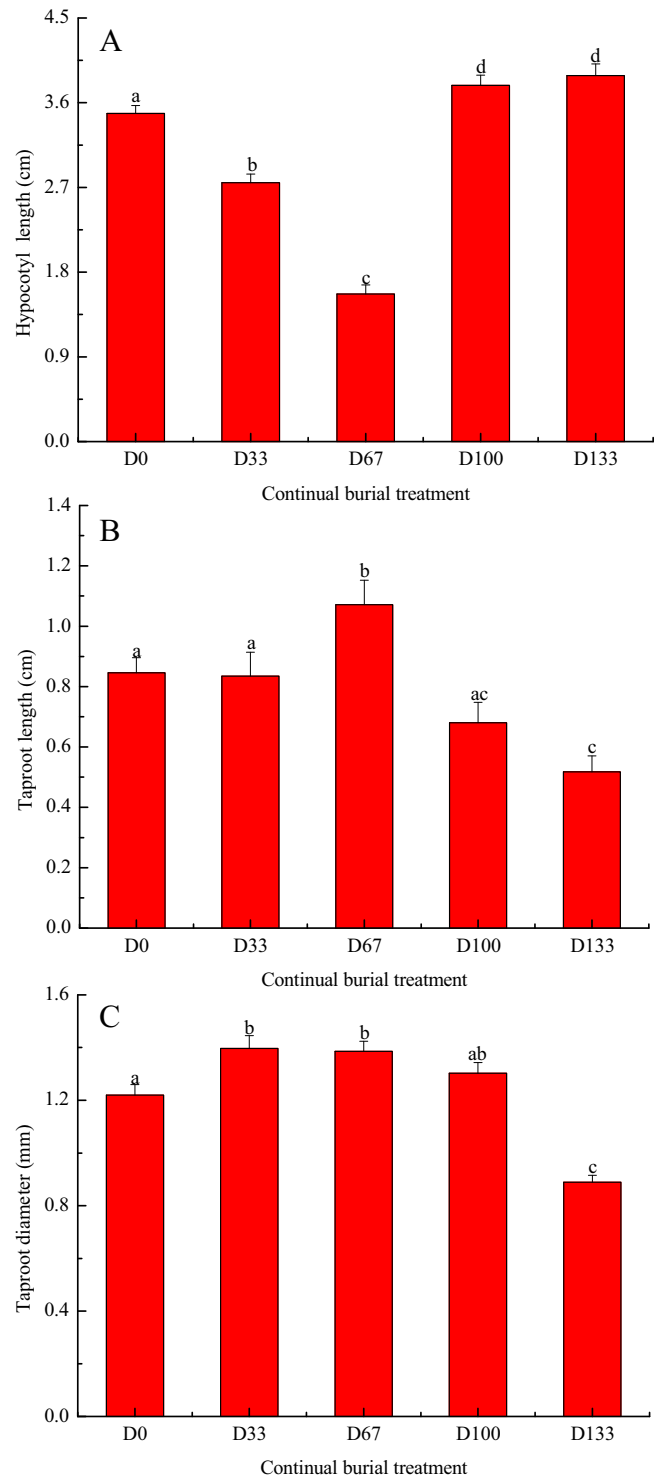 A
4.5
3.6
2.7
1.8
0.9
0.0
Hypocotyl length (cm)
a
b
c
d
d
D0 D33 D67 D100 D133
Continual burial treatment
B
1.4
1.2
1.0
0.8
0.6
0.4
0.2
0.0
Taproot length (cm)
a
a
b
ac
c
D0 D33 D67 D100 D133
Continual burial treatment
C
1.6
1.2
0.8
0.4
0.0
Taproot diameter (mm)
a
b
b
ab
c
D0 D33 D67 D100 D133
Continual burial treatment